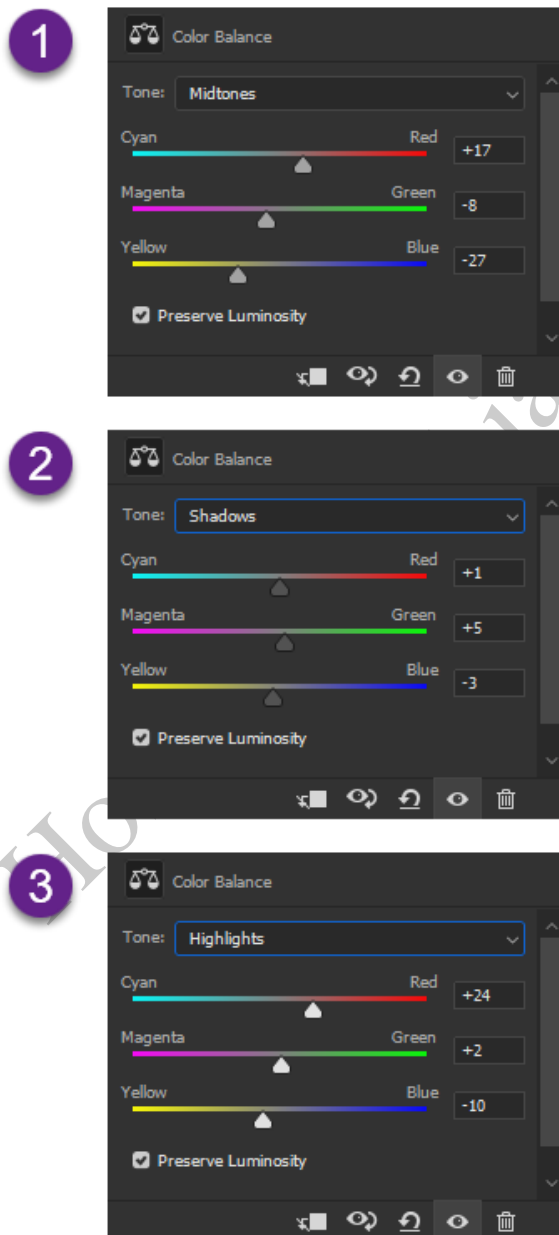 1
Color Balance
Tone: Midtones
Cyan Red +17
Magenta Green -8
Yellow Blue -27
Preserve Luminosity
2
Color Balance
Tone: Shadows
Cyan Red +1
Magenta Green +5
Yellow Blue -3
Preserve Luminosity
3
Color Balance
Tone: Highlights
Cyan Red +24
Magenta Green +2
Yellow Blue -10
Preserve Luminosity